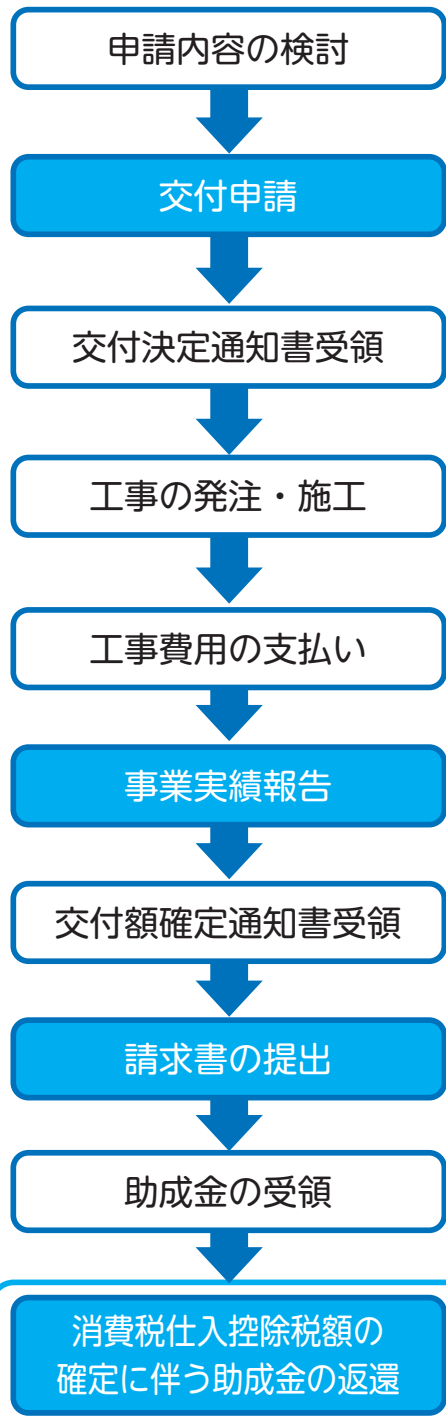 申請内容の検討
交付申請
交付決定通知書受領
工事の発注・施工
工事費用の支払い
事業実績報告
交付額確定通知書受領
請求書の提出
助成金の受領
消費税仕入控除税額の
確定に伴う助成金の返還